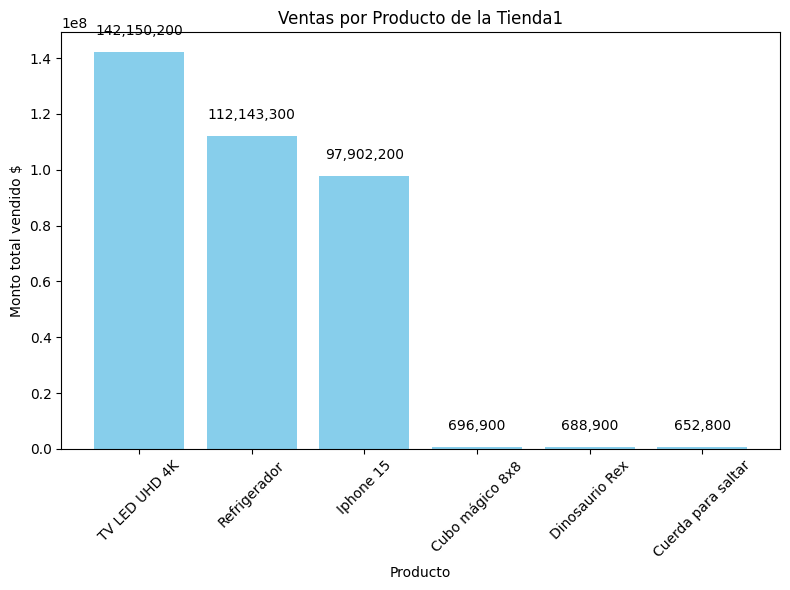 Ventas por Producto de la Tienda1
1e8
142,150,200
112,143,300
97,902,200
696,900
688,900
652,800
1.4
1.2
1.0
0.8
0.6
0.4
0.2
0.0
Monto total vendido $
TV LED UHD 4K
Refrigerador
Iphone 15
Cubo mágico 8x8
Dinosaurio Rex
Cuerda para saltar
Producto